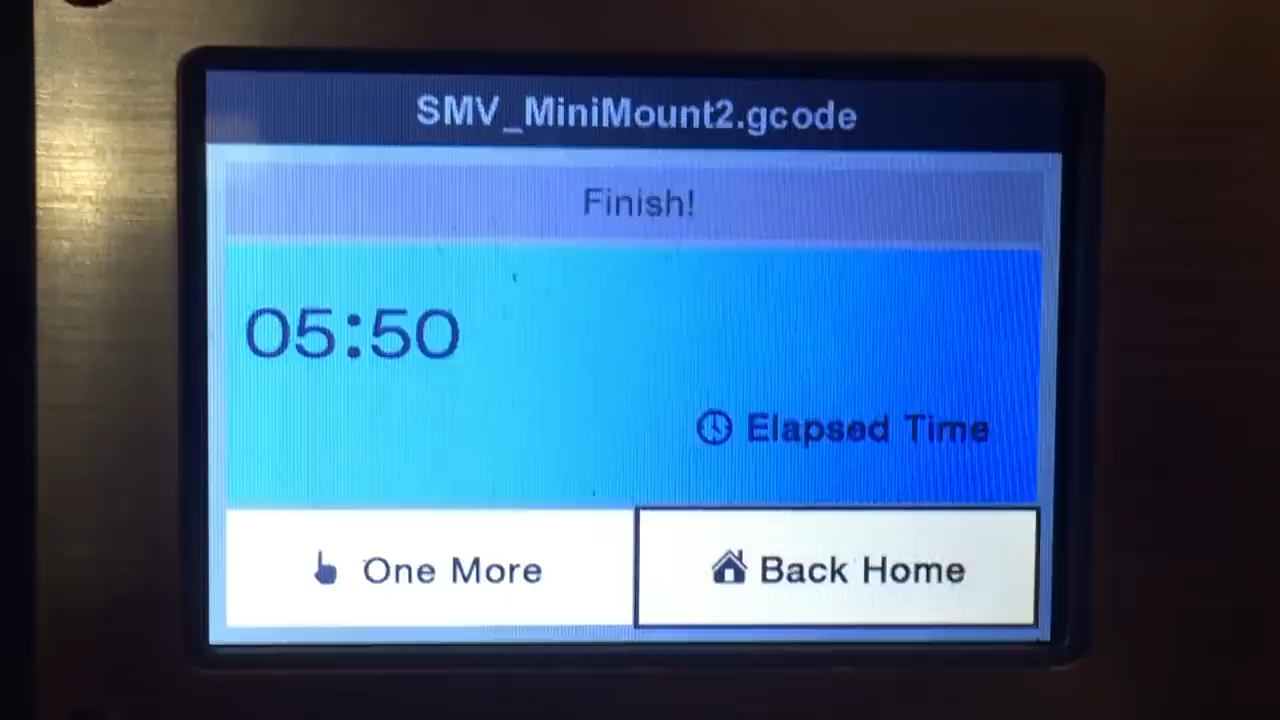 SMV_MiniMount2.gcode
Finish!
05:50
Elapsed Time
One More
Back Home